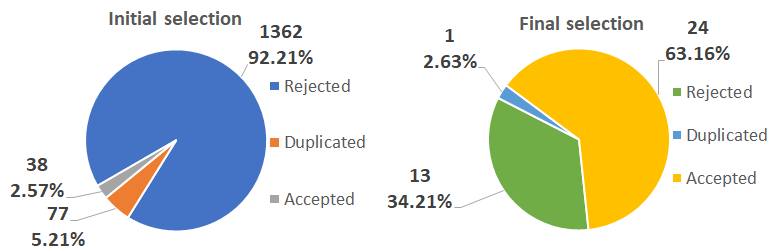 Initial selection
1362
92.21%
Rejected
Duplicated
Accepted
38
2.57%
77
5.21%
Final selection
24
63.16%
1
2.63%
Rejected
Duplicated
Accepted
13
34.21%